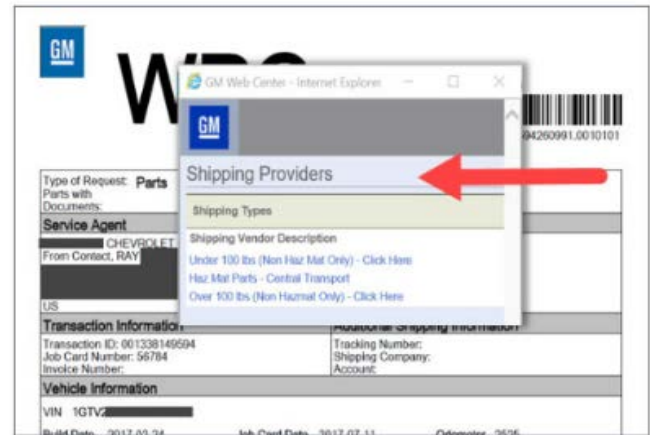 GM
GM Web Center - Internet Explorer
94260991.0010101
GM
Shipping Providers
Shipping Types
Shipping Vendor Description
Under 100 lbs (Non Haz Mat Only) - Click Here
Haz Mat Parts - Central Transport
Over 100 lbs (Non Hazmat Only) - Click Here
Type of Request: Parts
Parts with
Documents:
Service Agent
CHEVROLET
From Contact, RAY
US
Transaction Information
Additional Shipping Information
Transaction ID: 001338149594
Tracking Number:
Job Card Number: 56784
Shipping Company:
Invoice Number:
Account:
Vehicle Information
VIN 1GTV2
Build Date 2017-02-24 Job Card Date 2017-07-11 Odometer 2525